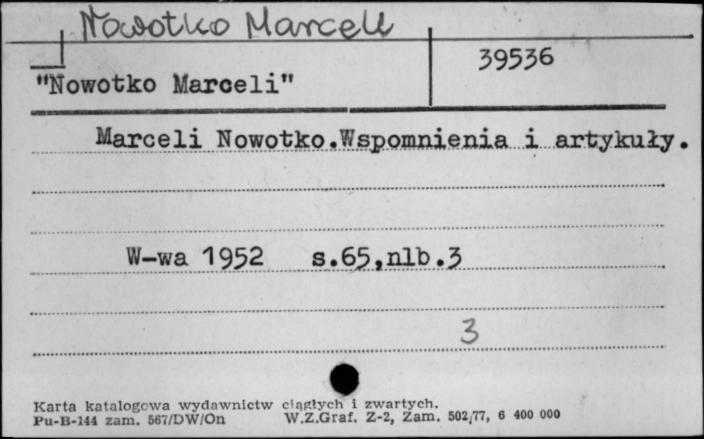 Nowotko Marceli
39536
"Nowotko Marceli"
Marceli Nowotko.Wspomnienia i artykuły.
W-wa 1952 s.65,nlb.3
3
Karta katalogowa wydawnictw ciągłych i zwartych.
Pu-B-144 zam. 567/DW/On W.Z.Graf. Z-2, Zam. 502/77, 6 400 000